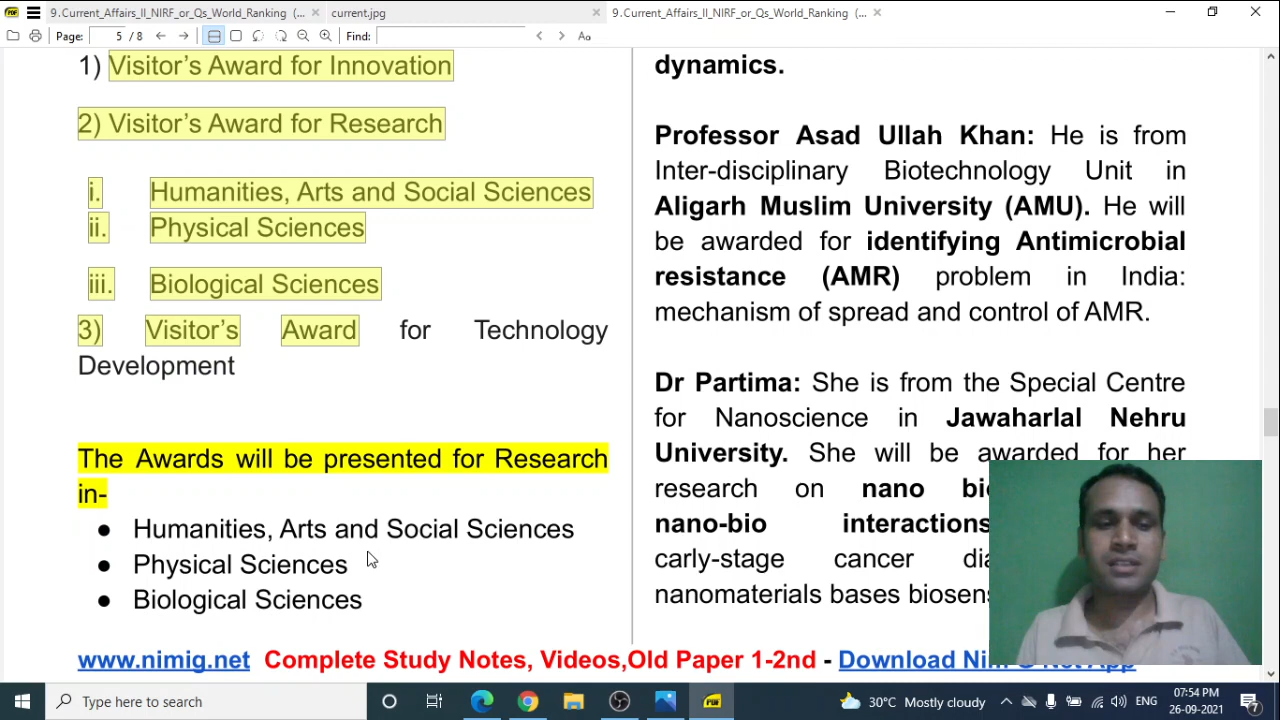 9.Current_Affairs_II_NIRF_or_Qs_World_Ranking (...
current.jpg
9.Current_Affairs_II_NIRF_or_Qs_World_Ranking (...
Page: 5 / 8
Find:
Aa
1) Visitor’s Award for Innovation
2) Visitor’s Award for Research
i. Humanities, Arts and Social Sciences
ii. Physical Sciences
iii. Biological Sciences
3) Visitor’s Award for Technology
Development
The Awards will be presented for Research
in-
● Humanities, Arts and Social Sciences
● Physical Sciences
● Biological Sciences
dynamics.
Professor Asad Ullah Khan: He is from
Inter-disciplinary Biotechnology Unit in
Aligarh Muslim University (AMU). He will
be awarded for identifying Antimicrobial
resistance (AMR) problem in India:
mechanism of spread and control of AMR.
Dr Partima: She is from the Special Centre
for Nanoscience in Jawaharlal Nehru
University. She will be awarded for her
research on nano
nano-bio interactions
carly-stage cancer
nanomaterials bases
www.nimig.net Complete Study Notes, Videos,Old Paper 1-2nd - Download Net App
Type here to search
30°C Mostly cloudy
ENG
07:54 PM
26-09-2021
7